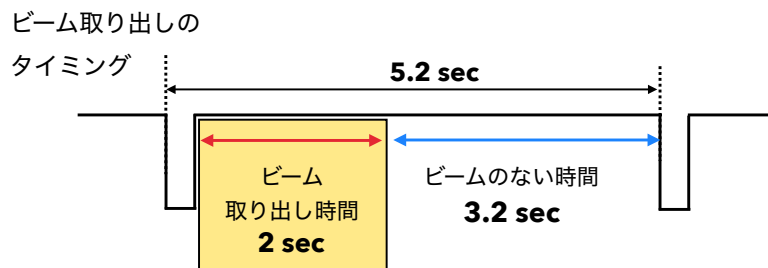 ビーム取り出しの
タイミング
5.2 sec
ビーム
取り出し時間
2 sec
ビームのない時間
3.2 sec